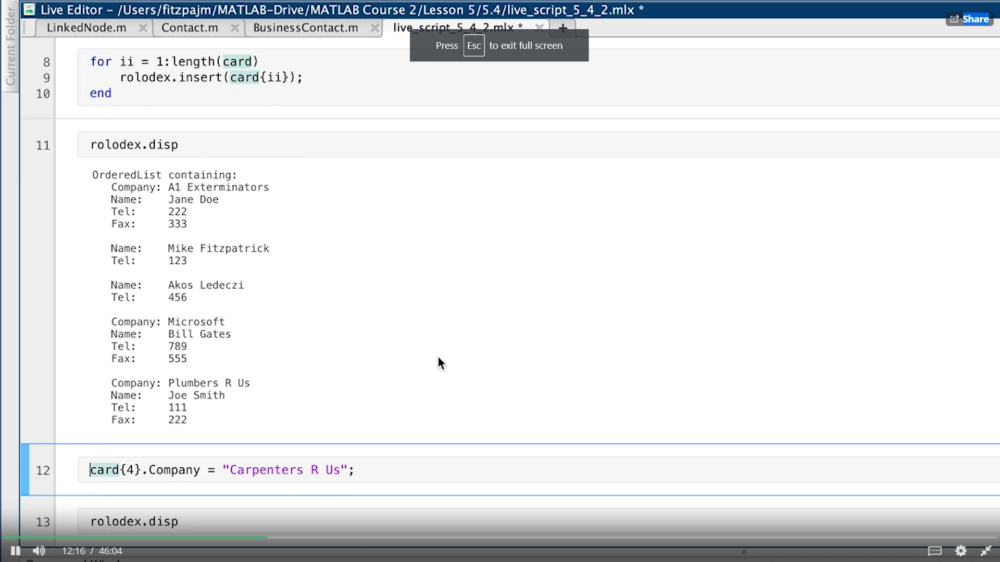 Live Editor – /Users/fitzpajm/MATLAB-Drive/MATLAB Course 2/Lesson 5/5.4/live_script_5_4_2.mlx *
Share
Current Folder
LinkedNode.m × Contact.m × BusinessContact.m × live_script_5_4_2.mlx * × +
Press Esc to exit full screen
8 for ii = 1:length(card)
9 rolodex.insert(card{ii});
10 end
11 rolodex.disp
OrderedList containing:
Company: A1 Exterminators
Name: Jane Doe
Tel: 222
Fax: 333
Name: Mike Fitzpatrick
Tel: 123
Name: Akos Ledeczi
Tel: 456
Company: Microsoft
Name: Bill Gates
Tel: 789
Fax: 555
Company: Plumbers R Us
Name: Joe Smith
Tel: 111
Fax: 222
12 card{4}.Company = "Carpenters R Us";
13 rolodex.disp
12:16 / 46:04